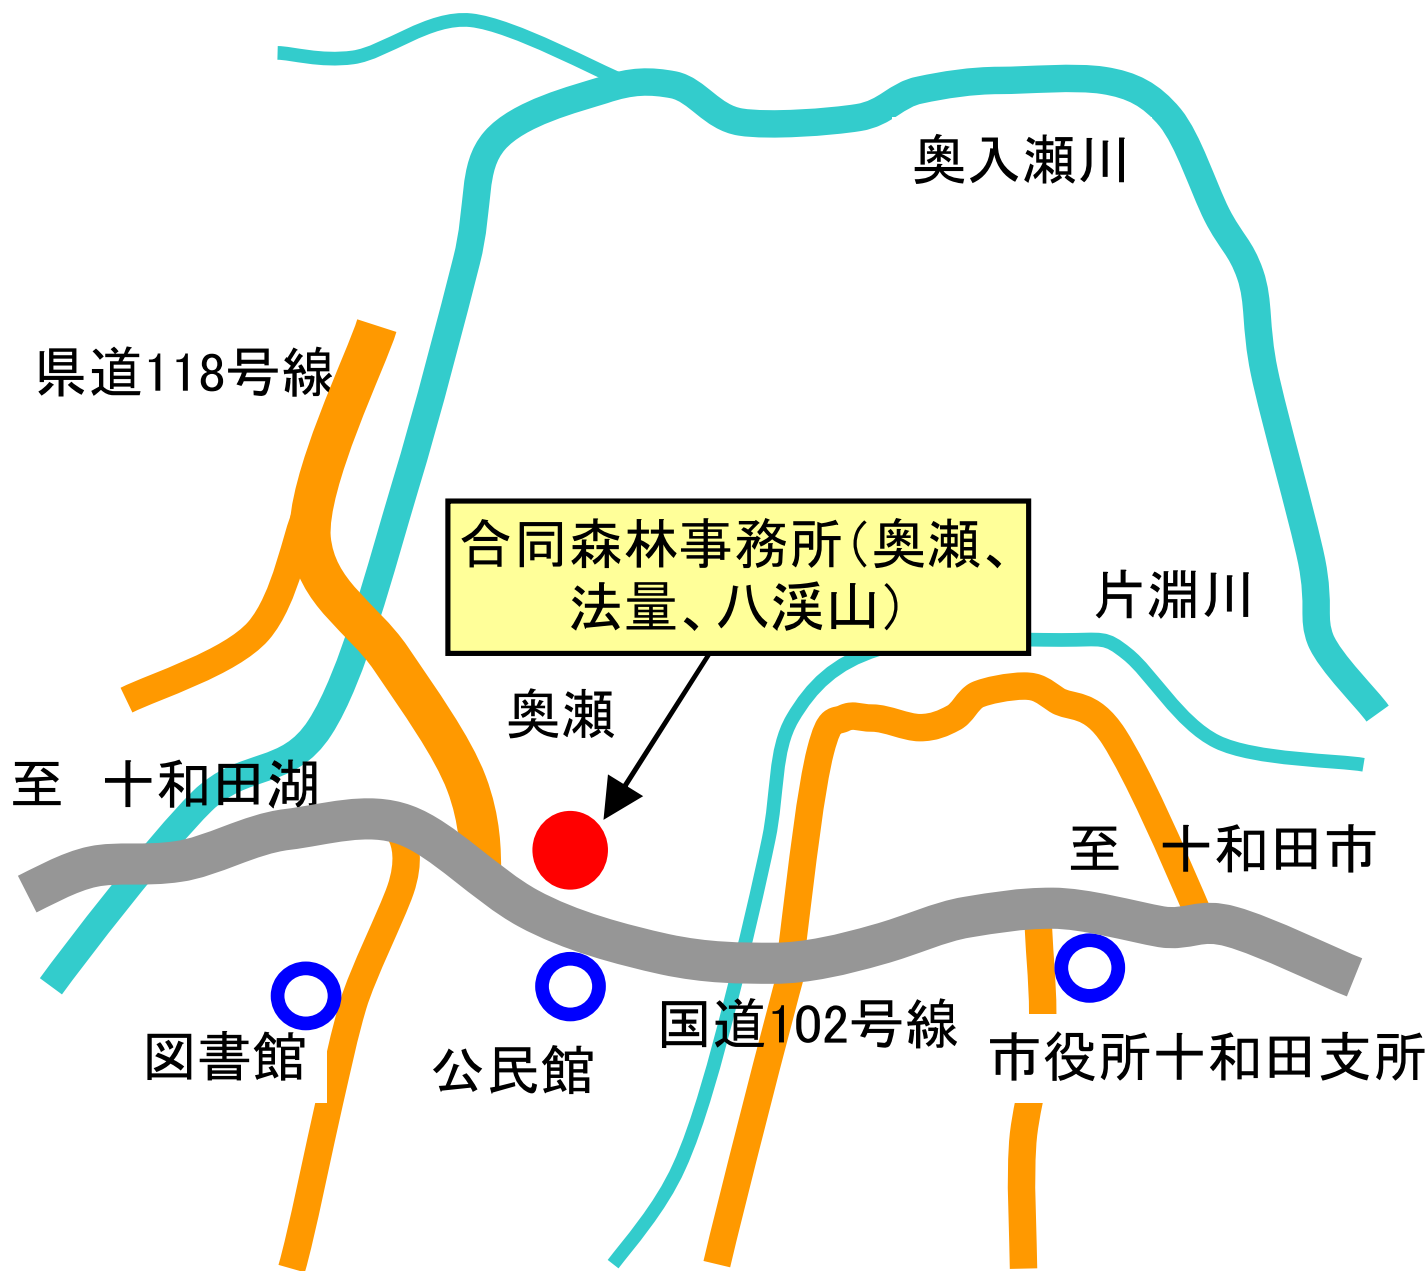 奥入瀬川
県道118号線
合同森林事務所（奥瀬、
法量、八渓山）
片淵川
奥瀬
至　十和田湖
至　十和田市
国道102号線
図書館
公民館
市役所十和田支所